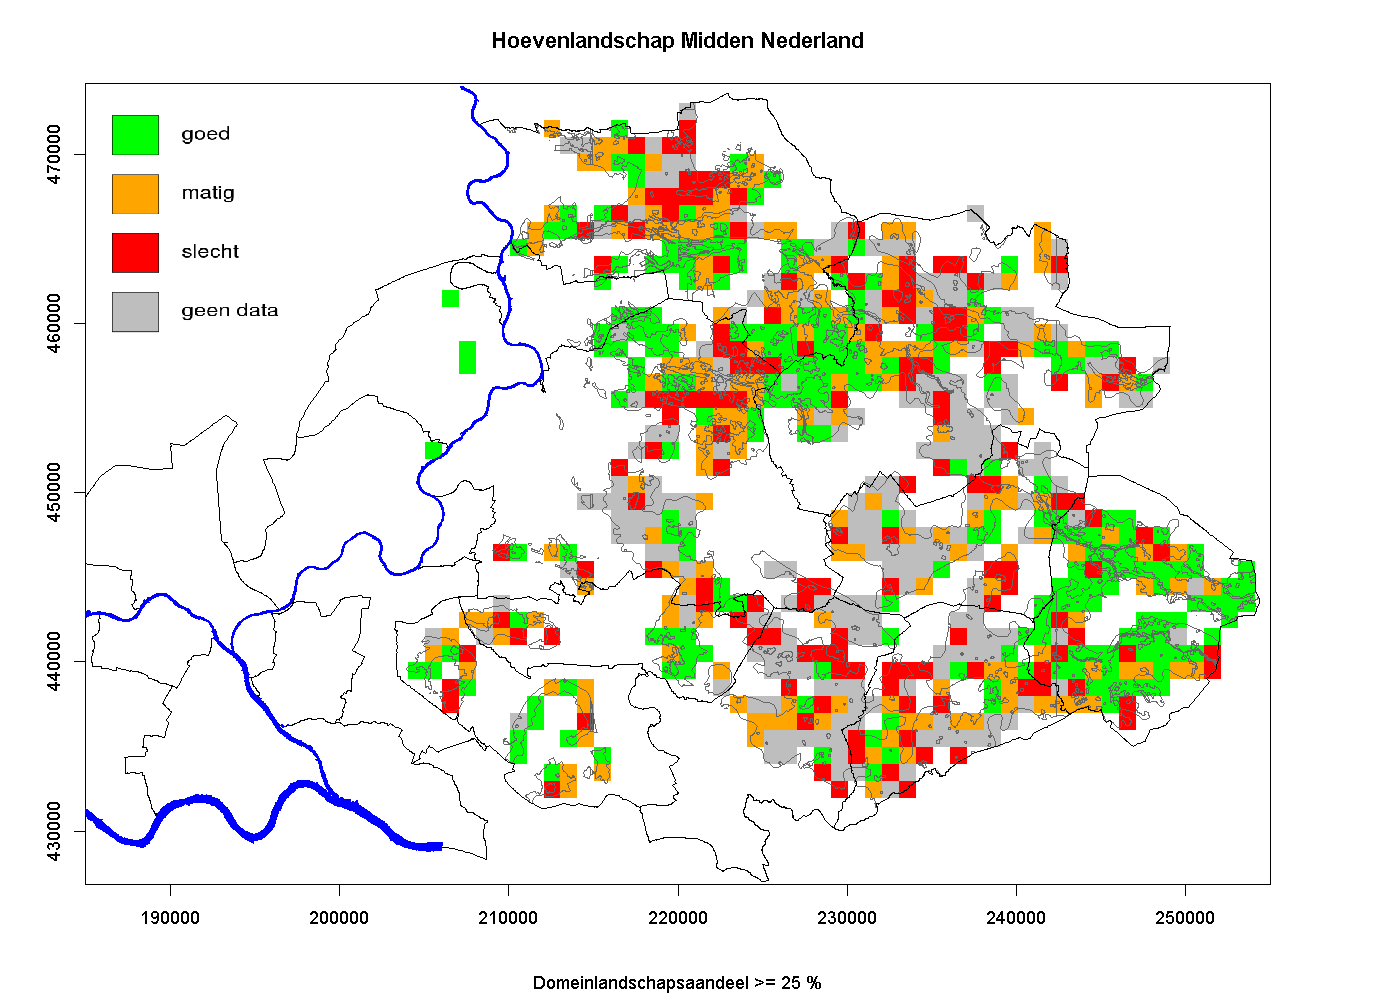 Hoevenlandschap Midden Nederland
goed
matig
slecht
geen data
470000
460000
450000
440000
430000
190000
200000
210000
220000
230000
240000
250000
Domeinlandschapsaandeel >= 25 %